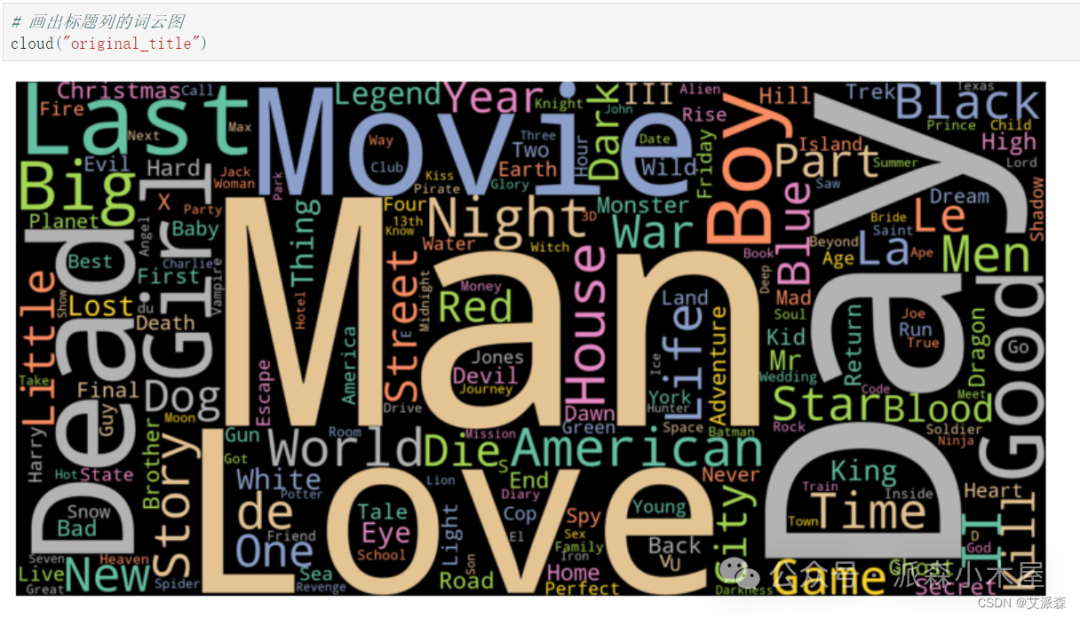 # 画出标题列的词云图
cloud("original_title")
Christmas
Call
Legend
Year
Knight
III
Alien
Hill
Trek
Texas
Black
Last
Movie
Fire
Next
Max
John
Dark
Rise
Boy
Prince
Child
High
Big
Evil
Hard
Jack
Woman
Park
Way
Club
Three
Two
Hour
Date
Wild
Friday
Part
Island
Summer
Lord
Earth
Kiss
Pirate
Glory
Saw
Dream
Shadow
Planet
X
Party
Girl
Angel
Baby
Thing
Four
13th
Know
Night
3D
Monster
War
Blue
Bride
Saint
Le
Day
Dead
Best
Charlie
First
Vampire
Water
Witch
Book
Beyond
Age
La
Ape
Men
Little
Show
Lost
du
Death
Hotel
Man
Street
Midnight
Money
Red
House
Land
Life
Deep
Mad
Soul
Joe
Run
True
Good
Go
Take
Final
Guy
Dog
Moon
Escape
America
E
Drive
Jones
Devil
Journey
Ice
York
Hunter
Adventure
Kid
Mr
Wedding
Return
Code
Dragon
Meet
Dawn
Green
Space
Batman
Star
Blood
Rock
Soldier
Ninja
Harry
Hot
State
Brother
Story
Gun
Got
World
Room
Mission
Die
S
American
Never
King
Train
Inside
Heart
Snow
Bad
White
Potter
Love
Lion
End
Diary
Young
City
Town
Time
II
D
God
Kill
Seven
Heaven
de
One
Friend
Tale
Eye
School
Light
Cop
El
Spy
Sex
Family
Iron
Back
VU
Live
Great
New
Spider
Sea
Revenge
Son
Road
Home
Perfect
Darkness
Game
Ghost
Secret
公众号 派森小木屋
CSDN @艾派森